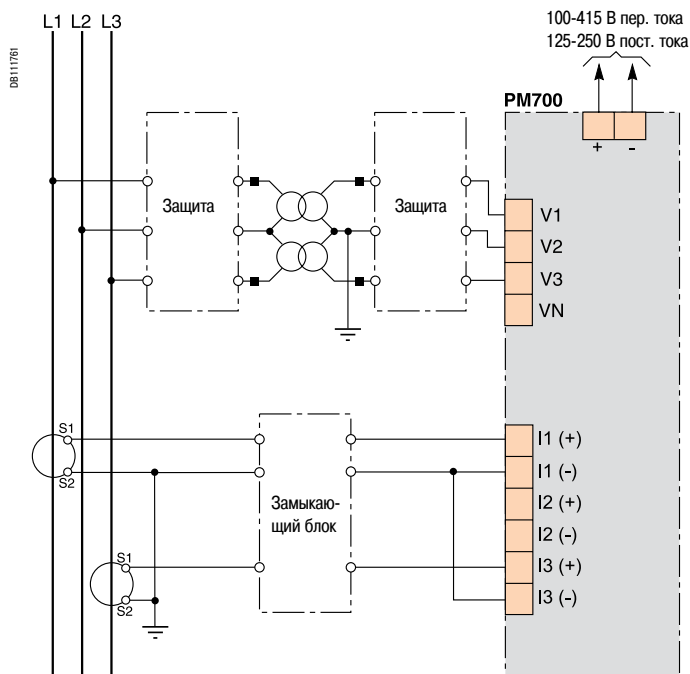 100-415 В пер. тока
125-250 В пост. тока
L1 L2 L3
DB111761
PM700
+ -
Защита
Защита
V1
V2
V3
VN
S1
S2
S1
S2
Замыкаю-
щий блок
I1 (+)
I1 (-)
I2 (+)
I2 (-)
I3 (+)
I3 (-)